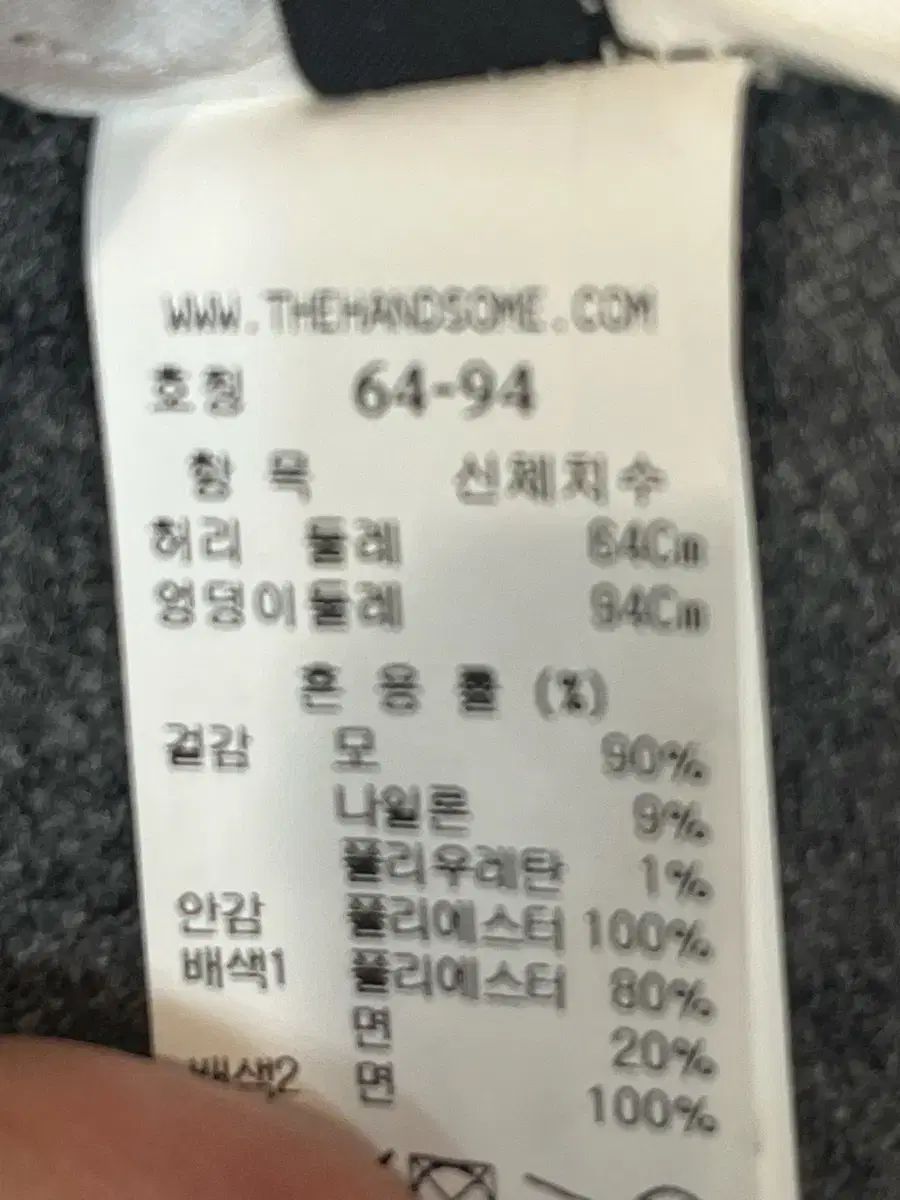 WWW.THEHANDSOME.COM
호칭 64-94
항 목 신체치수
허리 둘레 64Cm
엉덩이둘레 94Cm
혼 용 률 (%)
겉감 모 90%
나일론 9%
폴리우레탄 1%
안감 폴리에스터 100%
배색1 폴리에스터 80%
면 20%
배색2 면 100%